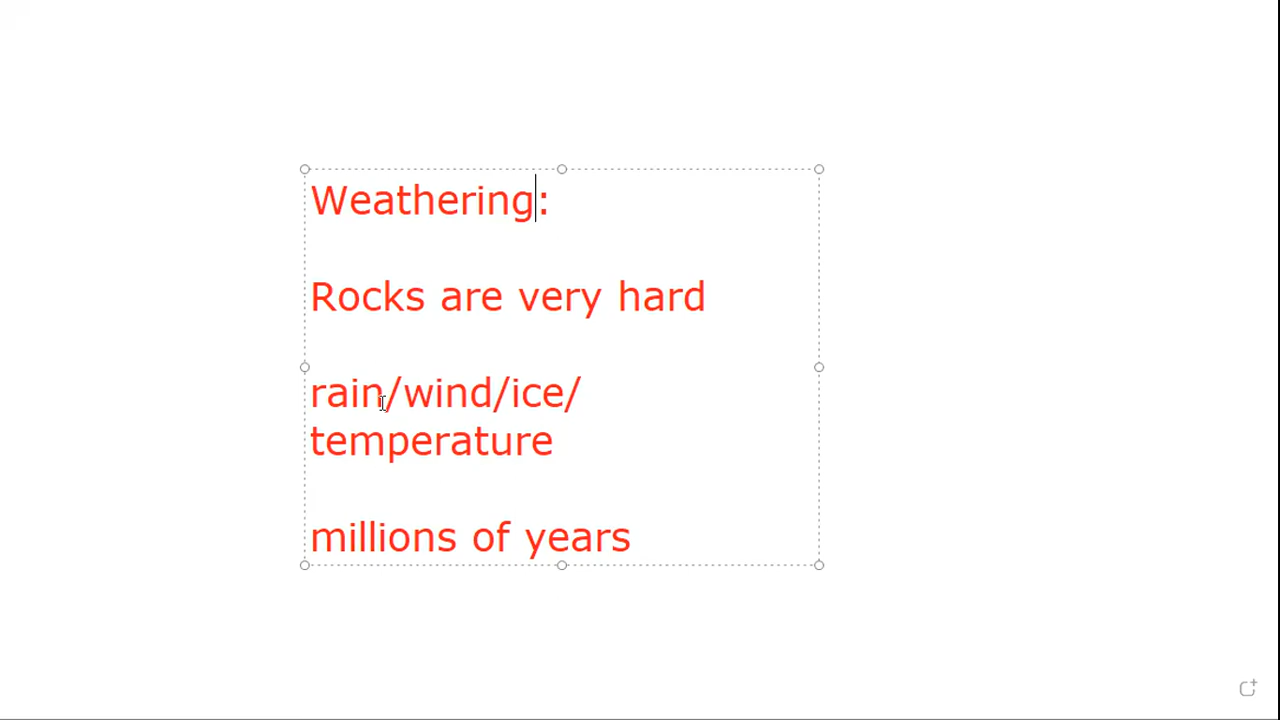 Weathering:
Rocks are very hard
rain/wind/ice/
temperature
millions of years